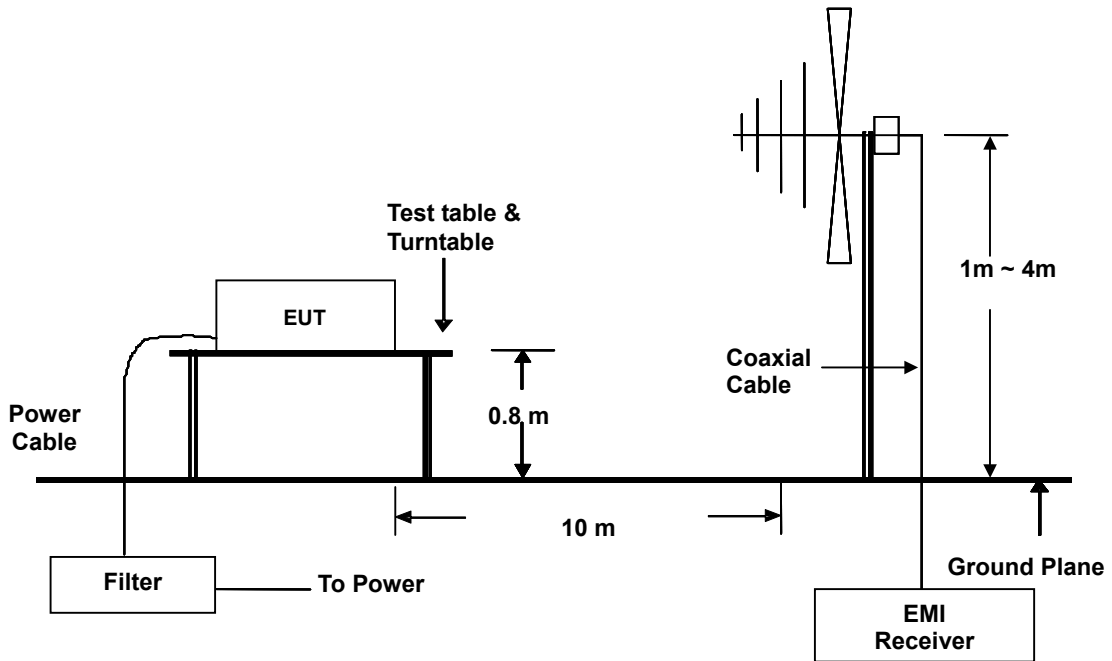 Test table &
Turntable
1m ~ 4m
EUT
Coaxial
Cable
0.8 m
Power
Cable
10 m
Ground Plane
Filter
To Power
EMI
Receiver